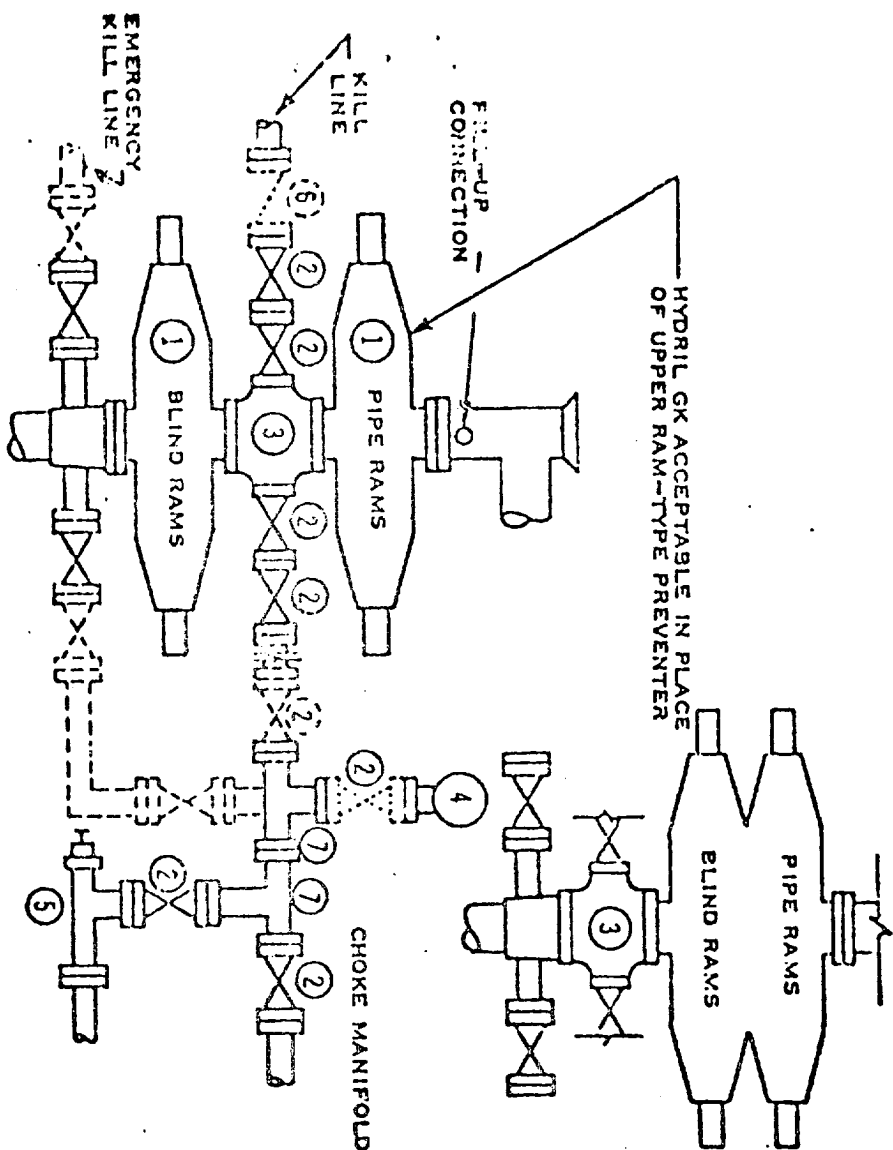 HYDRIL GK ACCEPTABLE IN PLACE
OF UPPER RAM-TYPE PREVENTER
CONNECTION
KILL
LINE
EMERGENCY
KILL LINE
PIPE RAMS
1
BLIND RAMS
1
3
2
2
6
2
2
2
2
4
7
7
2
2
5
CHOKE MANIFOLD
PIPE RAMS
BLIND RAMS
3